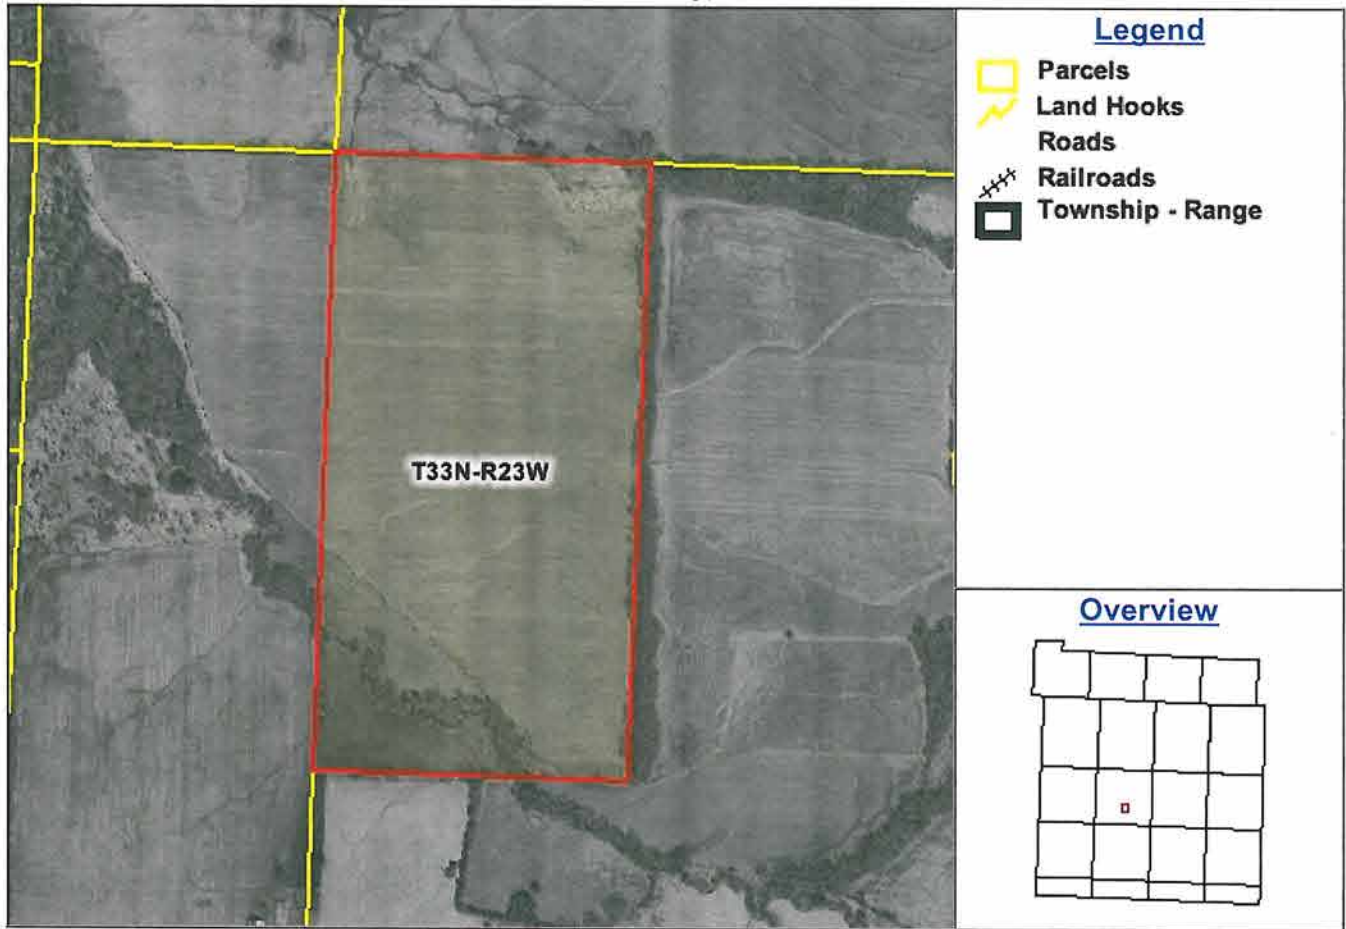 Legend
Parcels
Land Hooks
Roads
Railroads
Township - Range
T33N-R23W
Overview